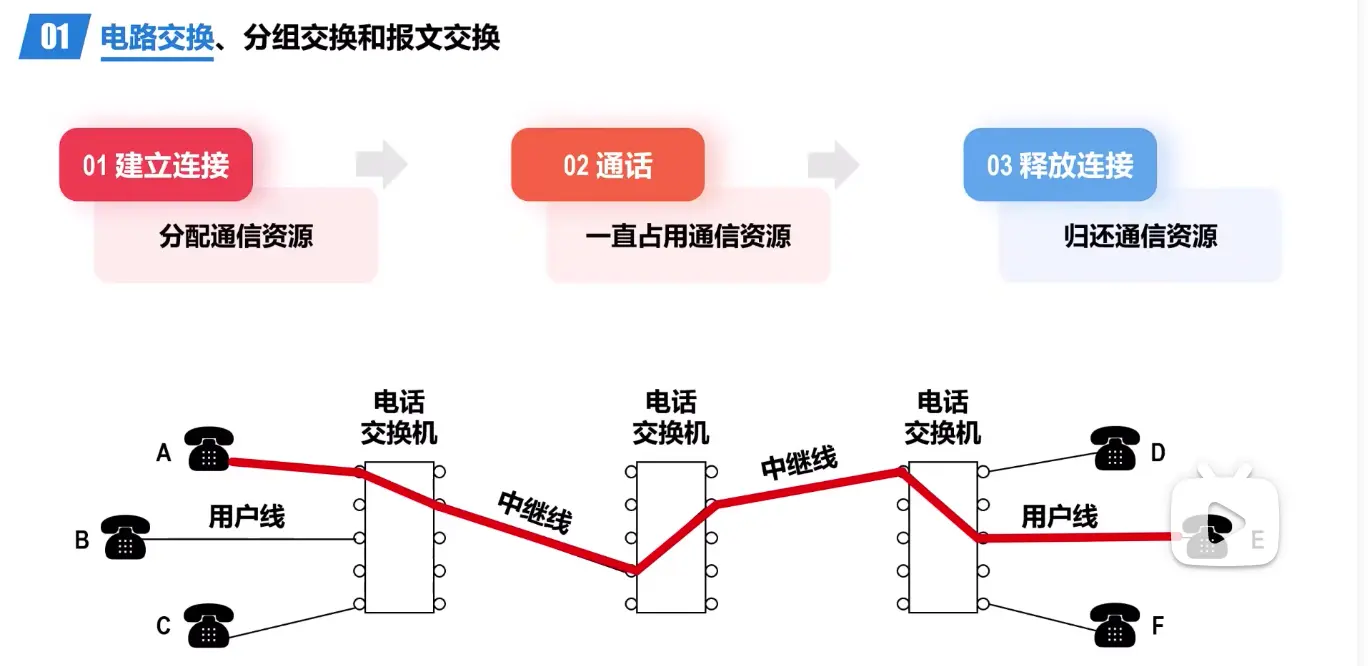 01 电路交换、分组交换和报文交换
01 建立连接
分配通信资源
02 通话
一直占用通信资源
03 释放连接
归还通信资源
电话
交换机
电话
交换机
电话
交换机
A
B
C
用户线
中继线
中继线
用户线
D
E
F